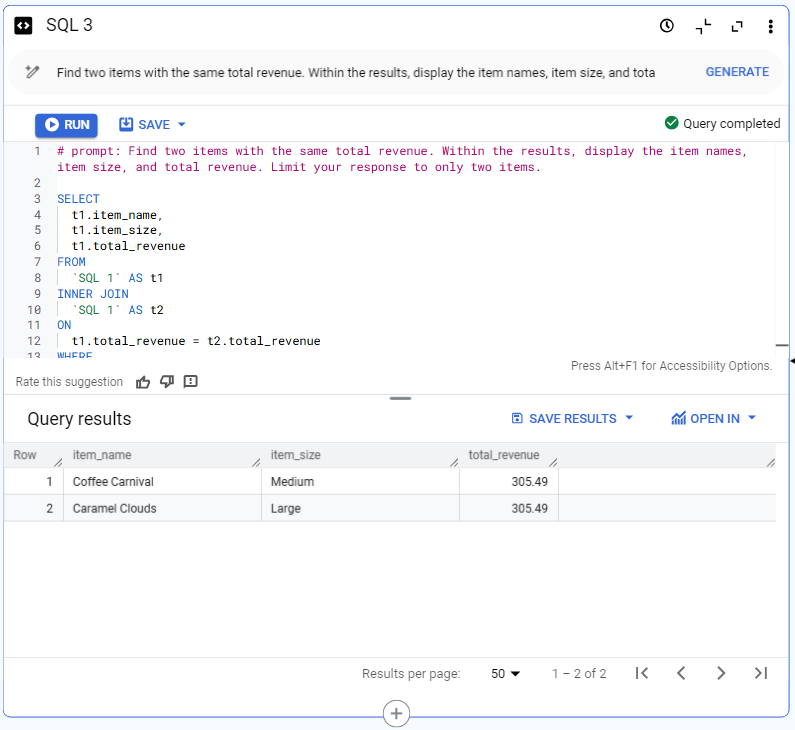 SQL 3
Find two items with the same total revenue. Within the results, display the item names, item size, and tota
GENERATE
RUN
SAVE
Query completed
1 # prompt: Find two items with the same total revenue. Within the results, display the item names,
item size, and total revenue. Limit your response to only two items.
2
3 SELECT
4 t1.item_name,
5 t1.item_size,
6 t1.total_revenue
7 FROM
8 `SQL 1` AS t1
9 INNER JOIN
10 `SQL 1` AS t2
11 ON
12 t1.total_revenue = t2.total_revenue
13 WHERE
Press Alt+F1 for Accessibility Options.
Rate this suggestion
Query results
SAVE RESULTS
OPEN IN
Row item_name item_size total_revenue
1 Coffee Carnival Medium 305.49
2 Caramel Clouds Large 305.49
Results per page: 50 1 – 2 of 2